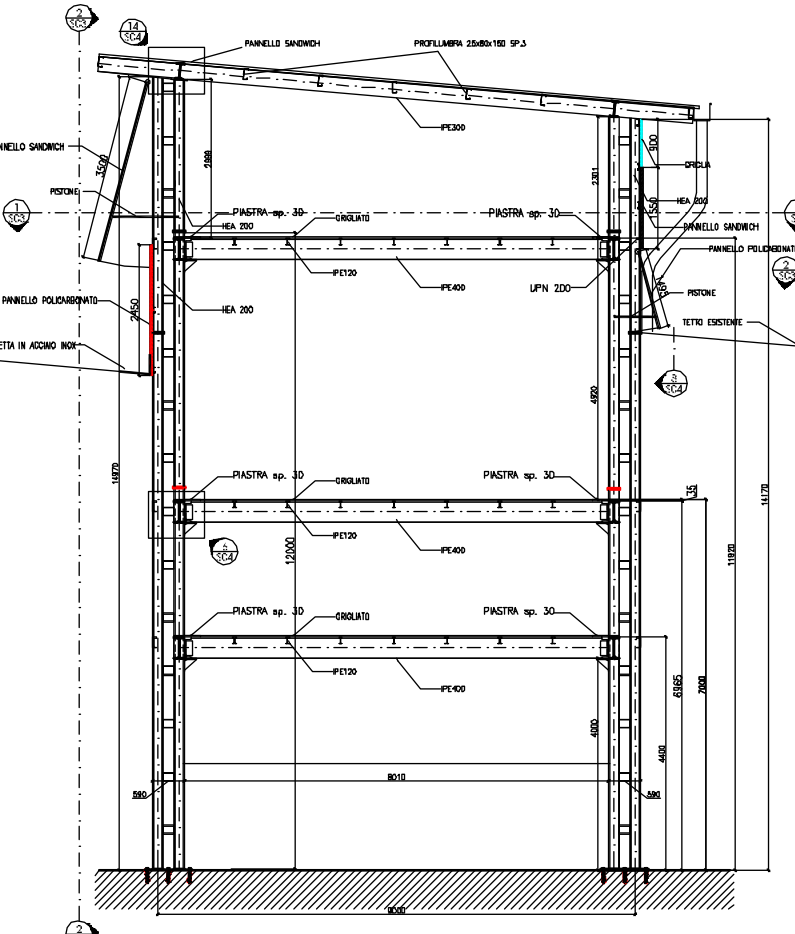 2
SC3
14
SC4
PANNELLO SANDWICH
PROFILUMBRA 25x80x150 SP.3
IPE300
NNELLO SANDWICH
3500
2999
2301
900
GRIGLIA
PISTONE
HEA 200
1550
1
SC3
PIASTRA sp. 30
GRIGLIATO
PIASTRA sp. 30
HEA 200
PANNELLO SANDWICH
PANNELLO POLICARBONAT
2
SC3
IPE120
IPE400
UPN 200
PISTONE
PANNELLO POLICARBONATO
2450
HEA 200
TETTO ESISTENTE
ETTA IN ACCIAIO INOX
SC4
4920
14970
14170
PIASTRA sp. 30
GRIGLIATO
PIASTRA sp. 30
35
IPE120
IPE400
SC4
12000
11920
PIASTRA sp. 30
GRIGLIATO
PIASTRA sp. 30
IPE120
IPE400
6965
7000
4000
4400
8010
590
590
9000
2